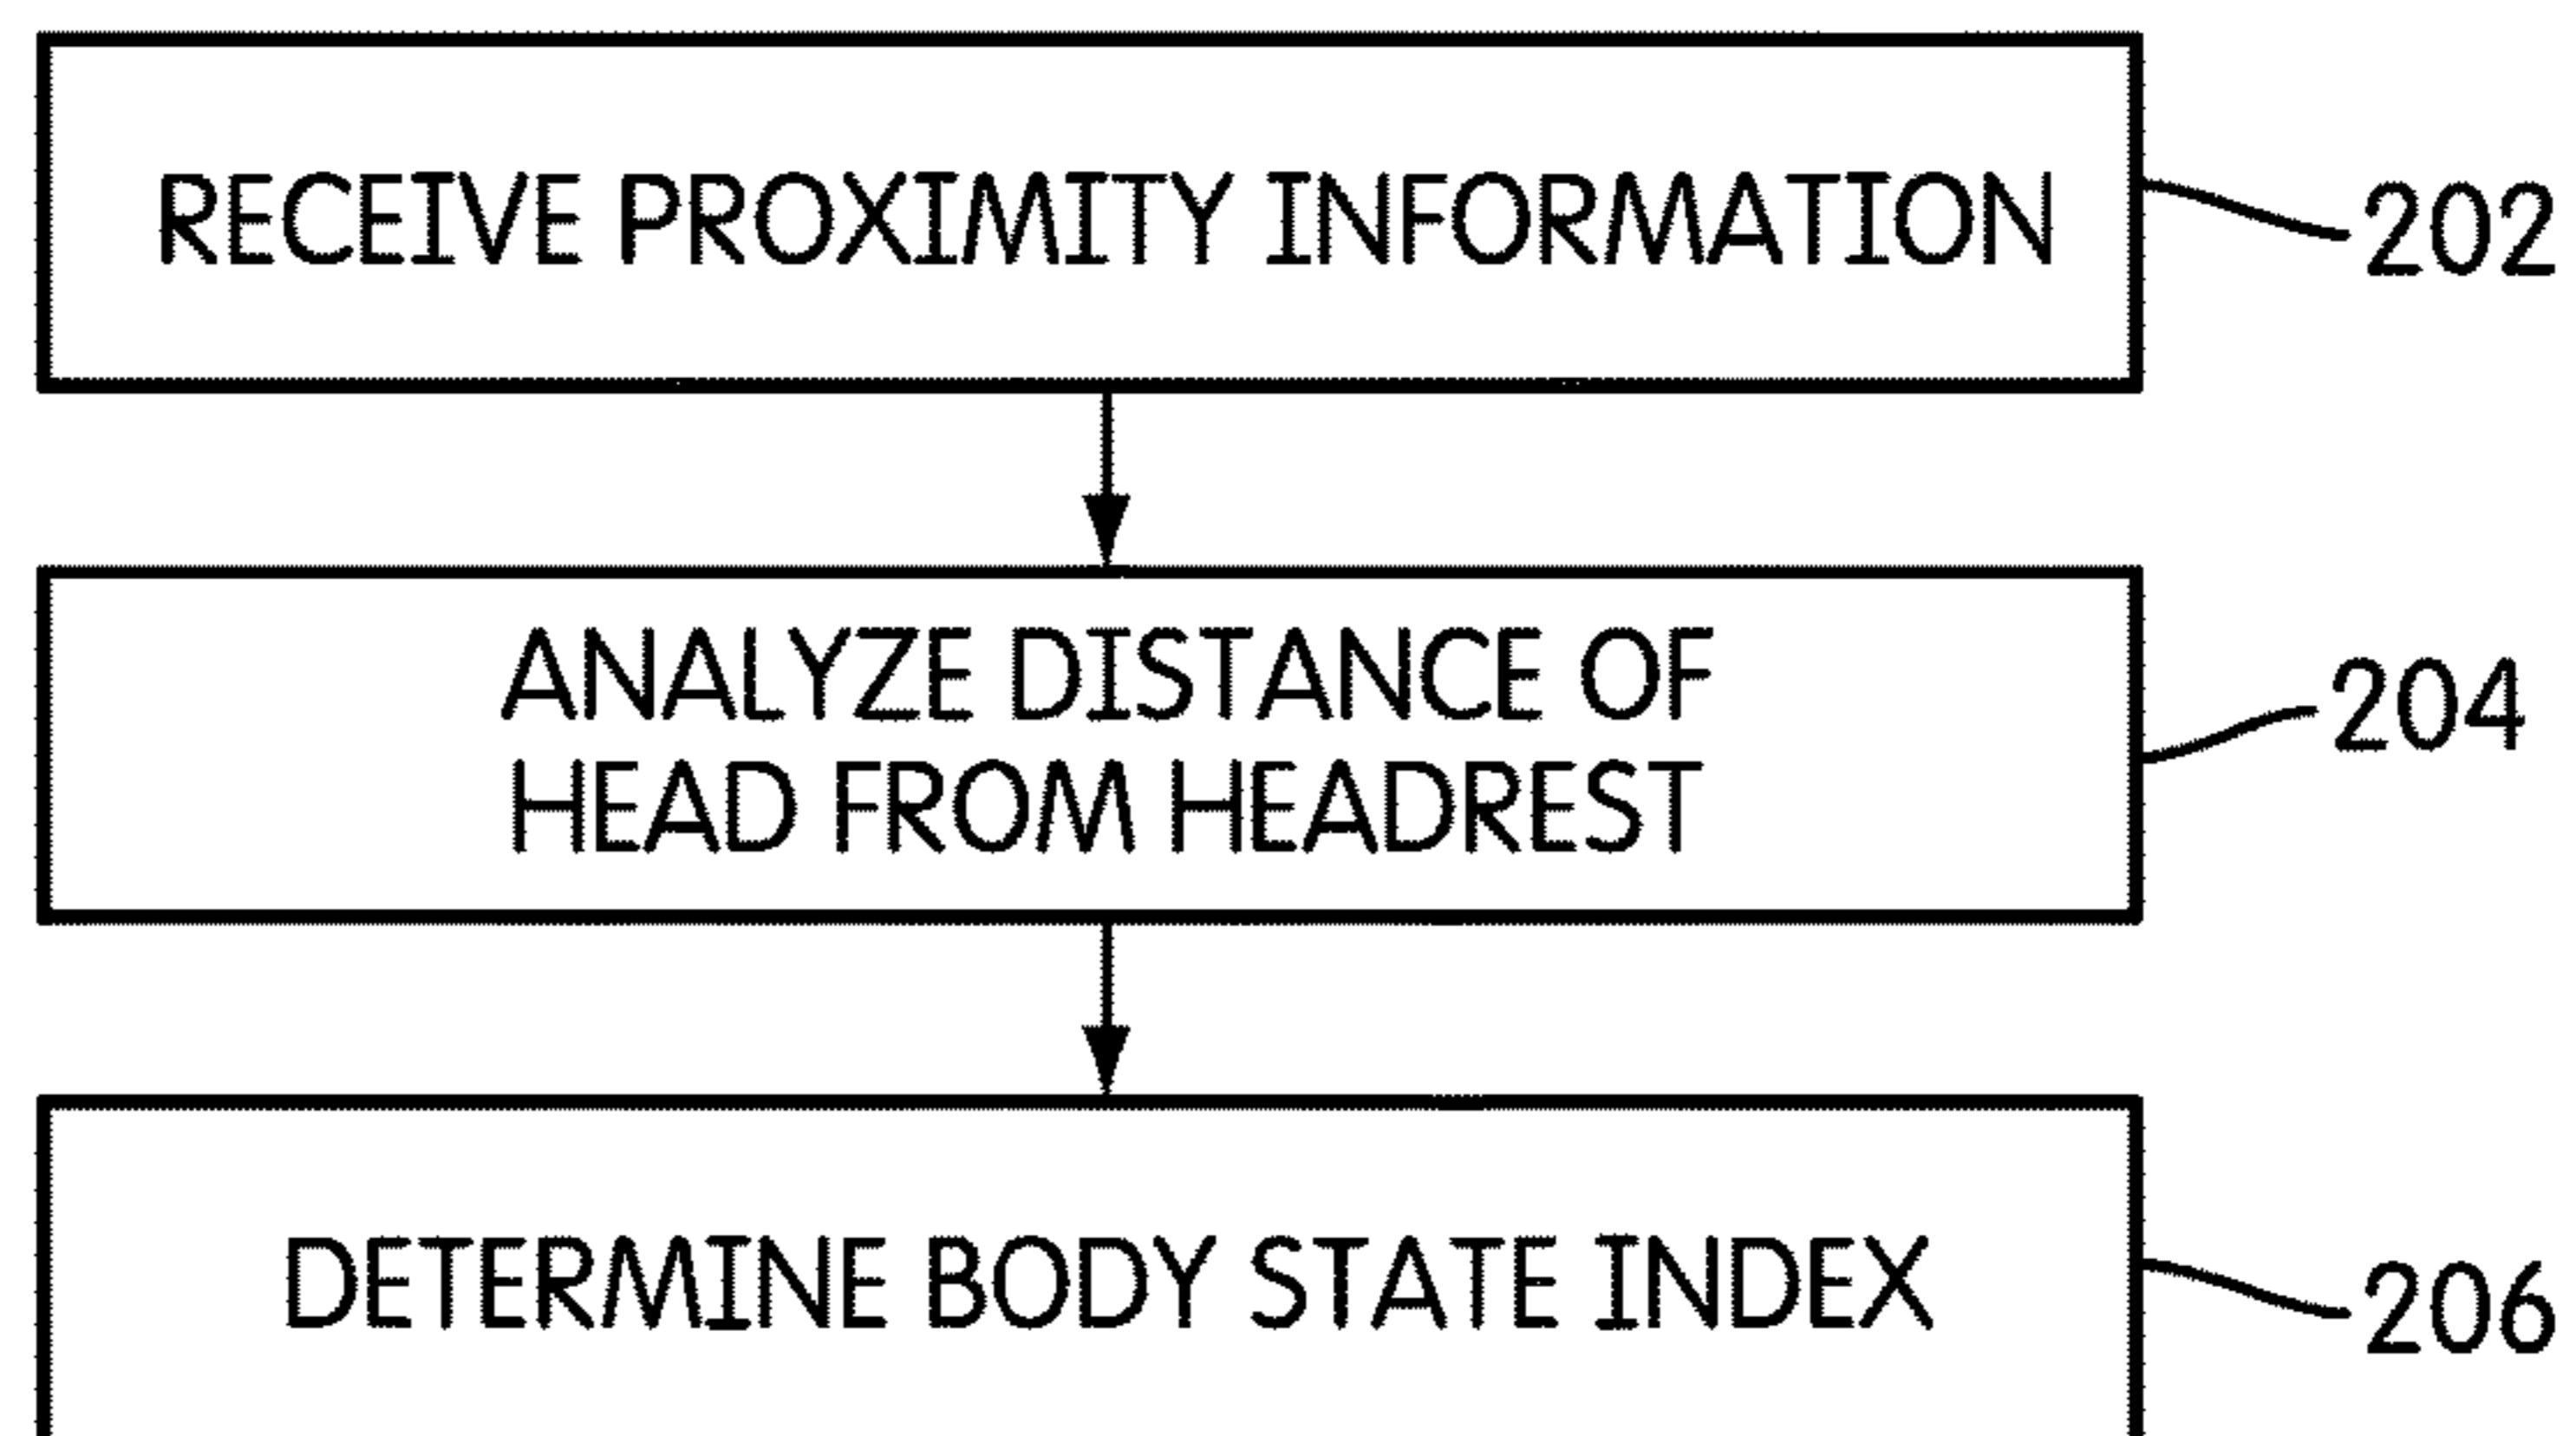 RECEIVE PROXIMITY INFORMATION
202
ANALYZE DISTANCE OF
HEAD FROM HEADREST
204
DETERMINE BODY STATE INDEX
206